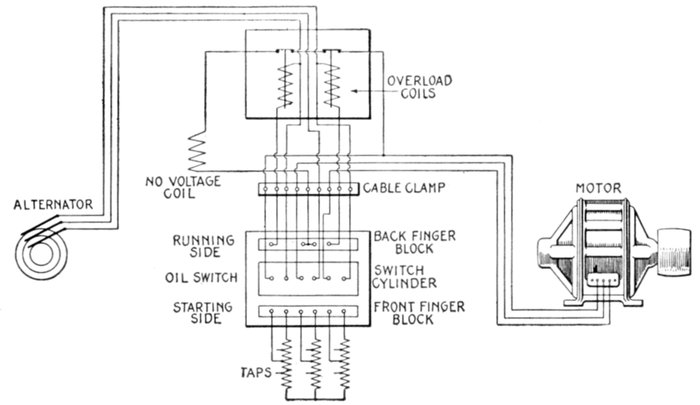 OVERLOAD
COILS
NO VOLTAGE
COIL
CABLE CLAMP
ALTERNATOR
MOTOR
RUNNING
SIDE
BACK FINGER
BLOCK
OIL SWITCH
SWITCH
CYLINDER
STARTING
SIDE
FRONT FINGER
BLOCK
TAPS